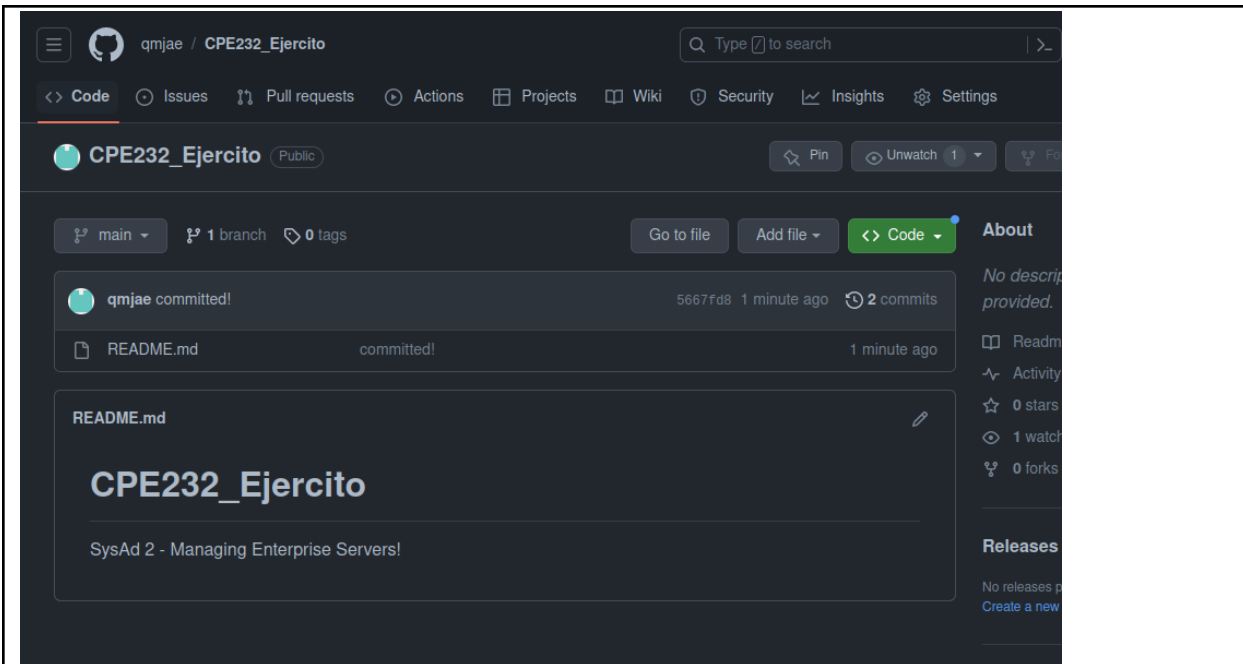 qmjae / CPE232_Ejercito Type / to search
Code Issues Pull requests Actions Projects Wiki Security Insights Settings
CPE232_Ejercito Public Pin Unwatch 1 Fo
main 1 branch 0 tags Go to file Add file Code
qmjae committed! 5667fd8 1 minute ago 2 commits
README.md committed! 1 minute ago
README.md
CPE232_Ejercito
SysAd 2 - Managing Enterprise Servers!
About
No descrip
provided.
Readm
Activity
0 stars
1 watch
0 forks
Releases
No releases p
Create a new